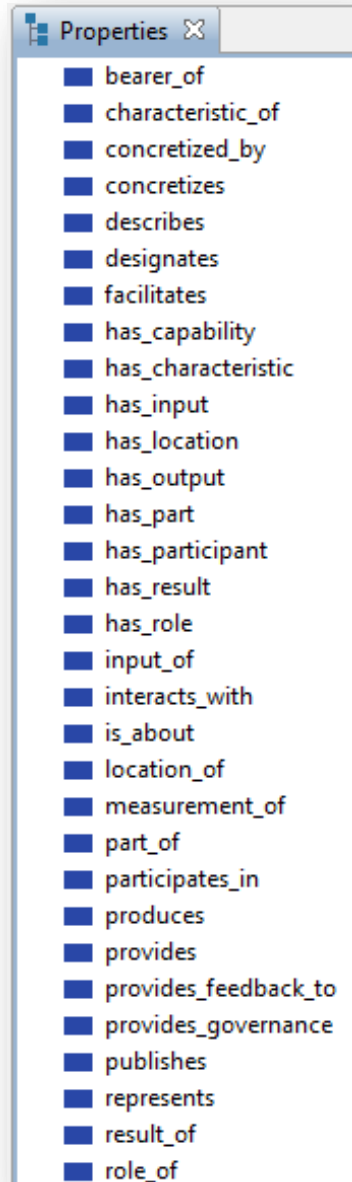 Properties
bearer_of
characteristic_of
concretized_by
concretizes
describes
designates
facilitates
has_capability
has_characteristic
has_input
has_location
has_output
has_part
has_participant
has_result
has_role
input_of
interacts_with
is_about
location_of
measurement_of
part_of
participates_in
produces
provides
provides_feedback_to
provides_governance
publishes
represents
result_of
role_of